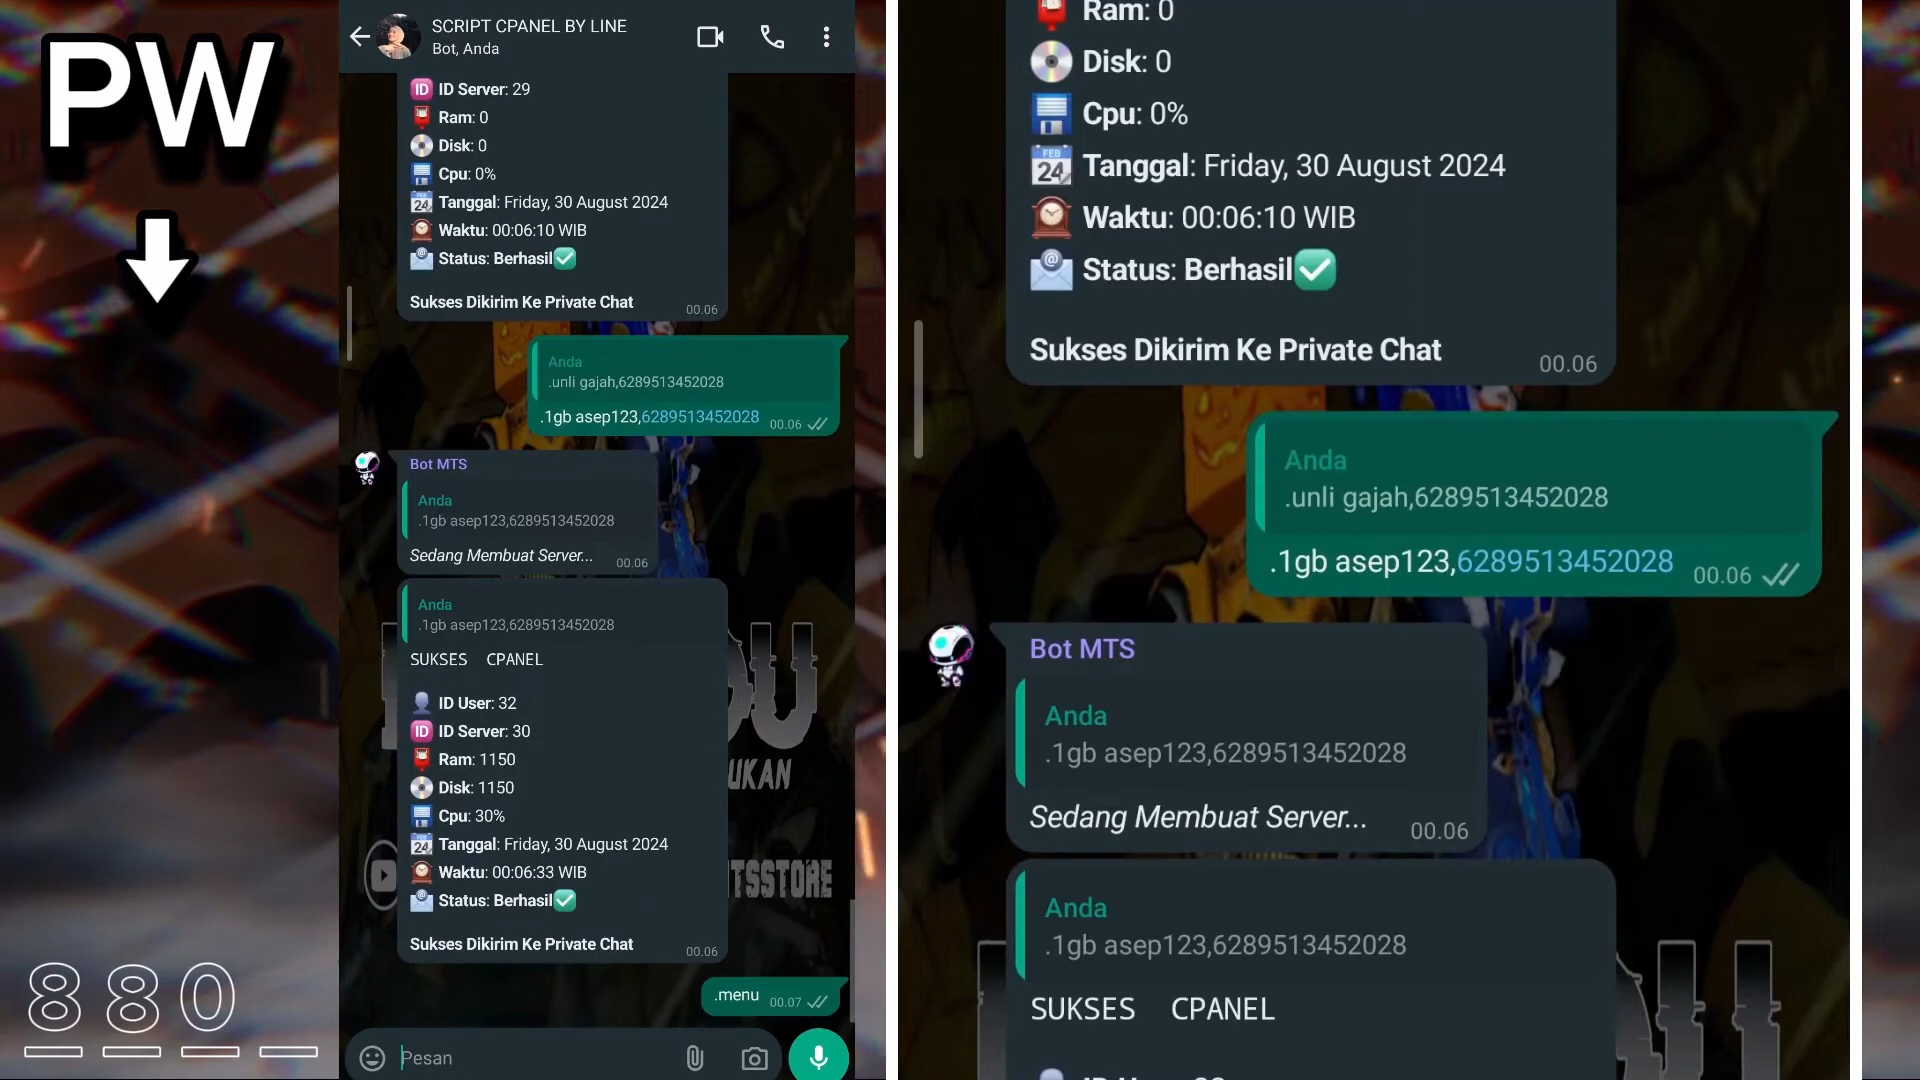 PW
880_
SCRIPT CPANEL BY LINE
Bot, Anda
ID Server: 29
Ram: 0
Disk: 0
Cpu: 0%
Tanggal: Friday, 30 August 2024
Waktu: 00:06:10 WIB
Status: Berhasil✅
Sukses Dikirim Ke Private Chat
00.06
Anda
.unli gajah,6289513452028
.1gb asep123,6289513452028
00.06
Bot MTS
Anda
.1gb asep123,6289513452028
Sedang Membuat Server...
00.06
Anda
.1gb asep123,6289513452028
SUKSES CPANEL
ID User: 32
ID Server: 30
Ram: 1150
Disk: 1150
Cpu: 30%
Tanggal: Friday, 30 August 2024
Waktu: 00:06:33 WIB
Status: Berhasil✅
Sukses Dikirim Ke Private Chat
00.06
.menu
00.07
Pesan
Ram: 0
Disk: 0
Cpu: 0%
Tanggal: Friday, 30 August 2024
Waktu: 00:06:10 WIB
Status: Berhasil✅
Sukses Dikirim Ke Private Chat
00.06
Anda
.unli gajah,6289513452028
.1gb asep123,6289513452028
00.06
Bot MTS
Anda
.1gb asep123,6289513452028
Sedang Membuat Server...
00.06
Anda
.1gb asep123,6289513452028
SUKSES CPANEL